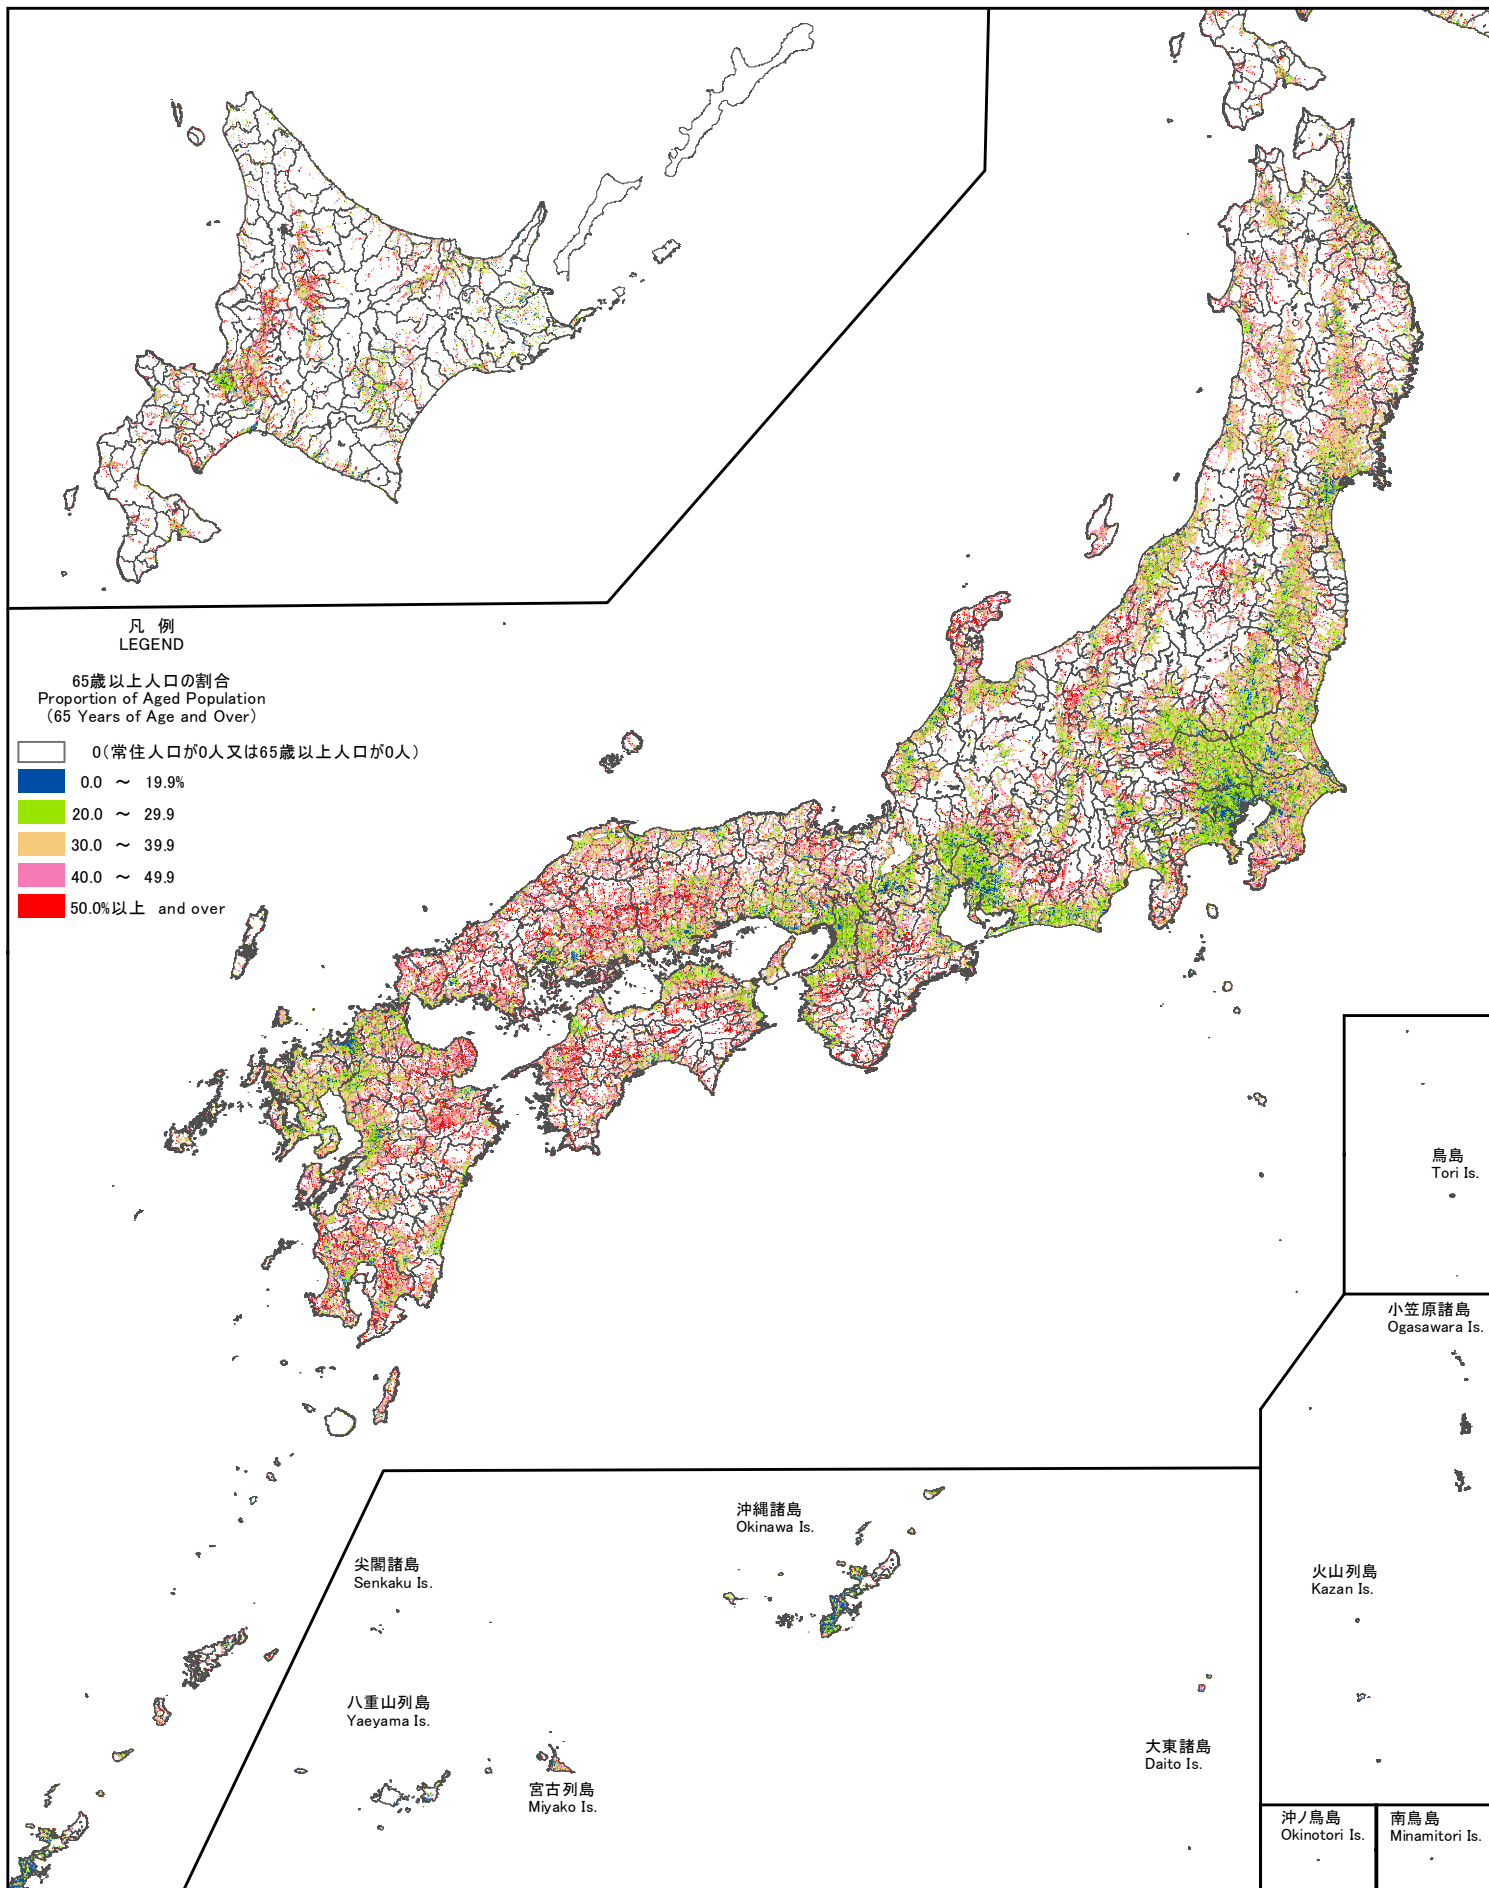 凡 例
LEGEND
65歳以上人口の割合
Proportion of Aged Population
(65 Years of Age and Over)
0(常住人口が0人又は65歳以上人口が0人)
0.0 ～ 19.9%
20.0 ～ 29.9
30.0 ～ 39.9
40.0 ～ 49.9
50.0%以上 and over
鳥島
Tori Is.
小笠原諸島
Ogasawara Is.
沖縄諸島
Okinawa Is.
尖閣諸島
Senkaku Is.
火山列島
Kazan Is.
八重山列島
Yaeyama Is.
大東諸島
Daito Is.
宮古列島
Miyako Is.
沖ノ鳥島
Okinotori Is.
南鳥島
Minamitori Is.